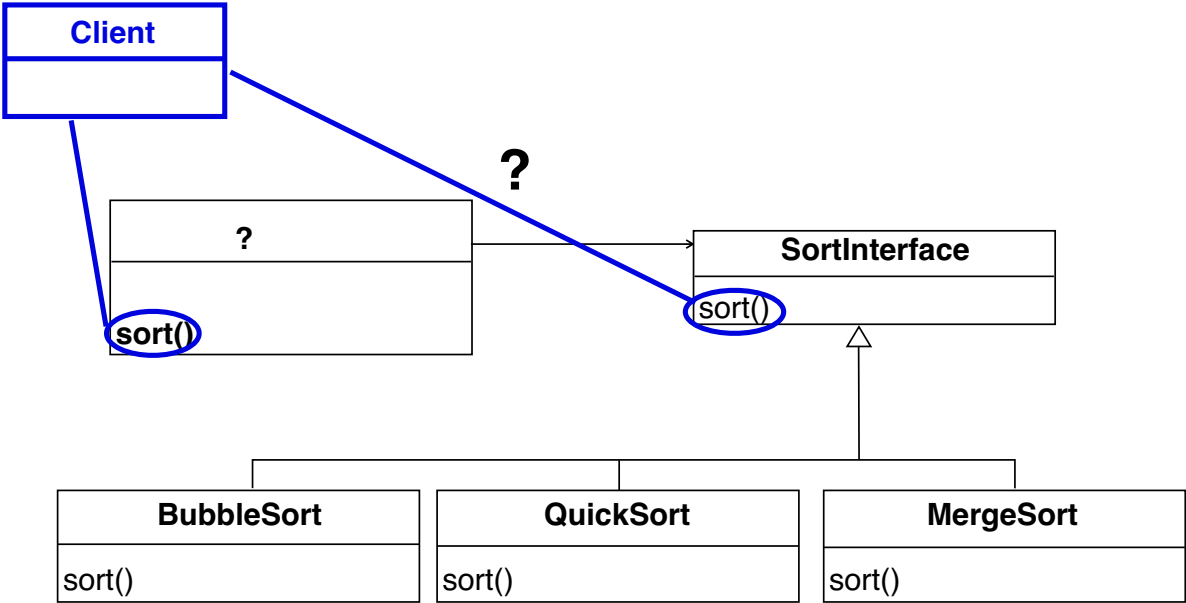 Client
?
?
SortInterface
sort()
sort()
BubbleSort
QuickSort
MergeSort
sort()
sort()
sort()